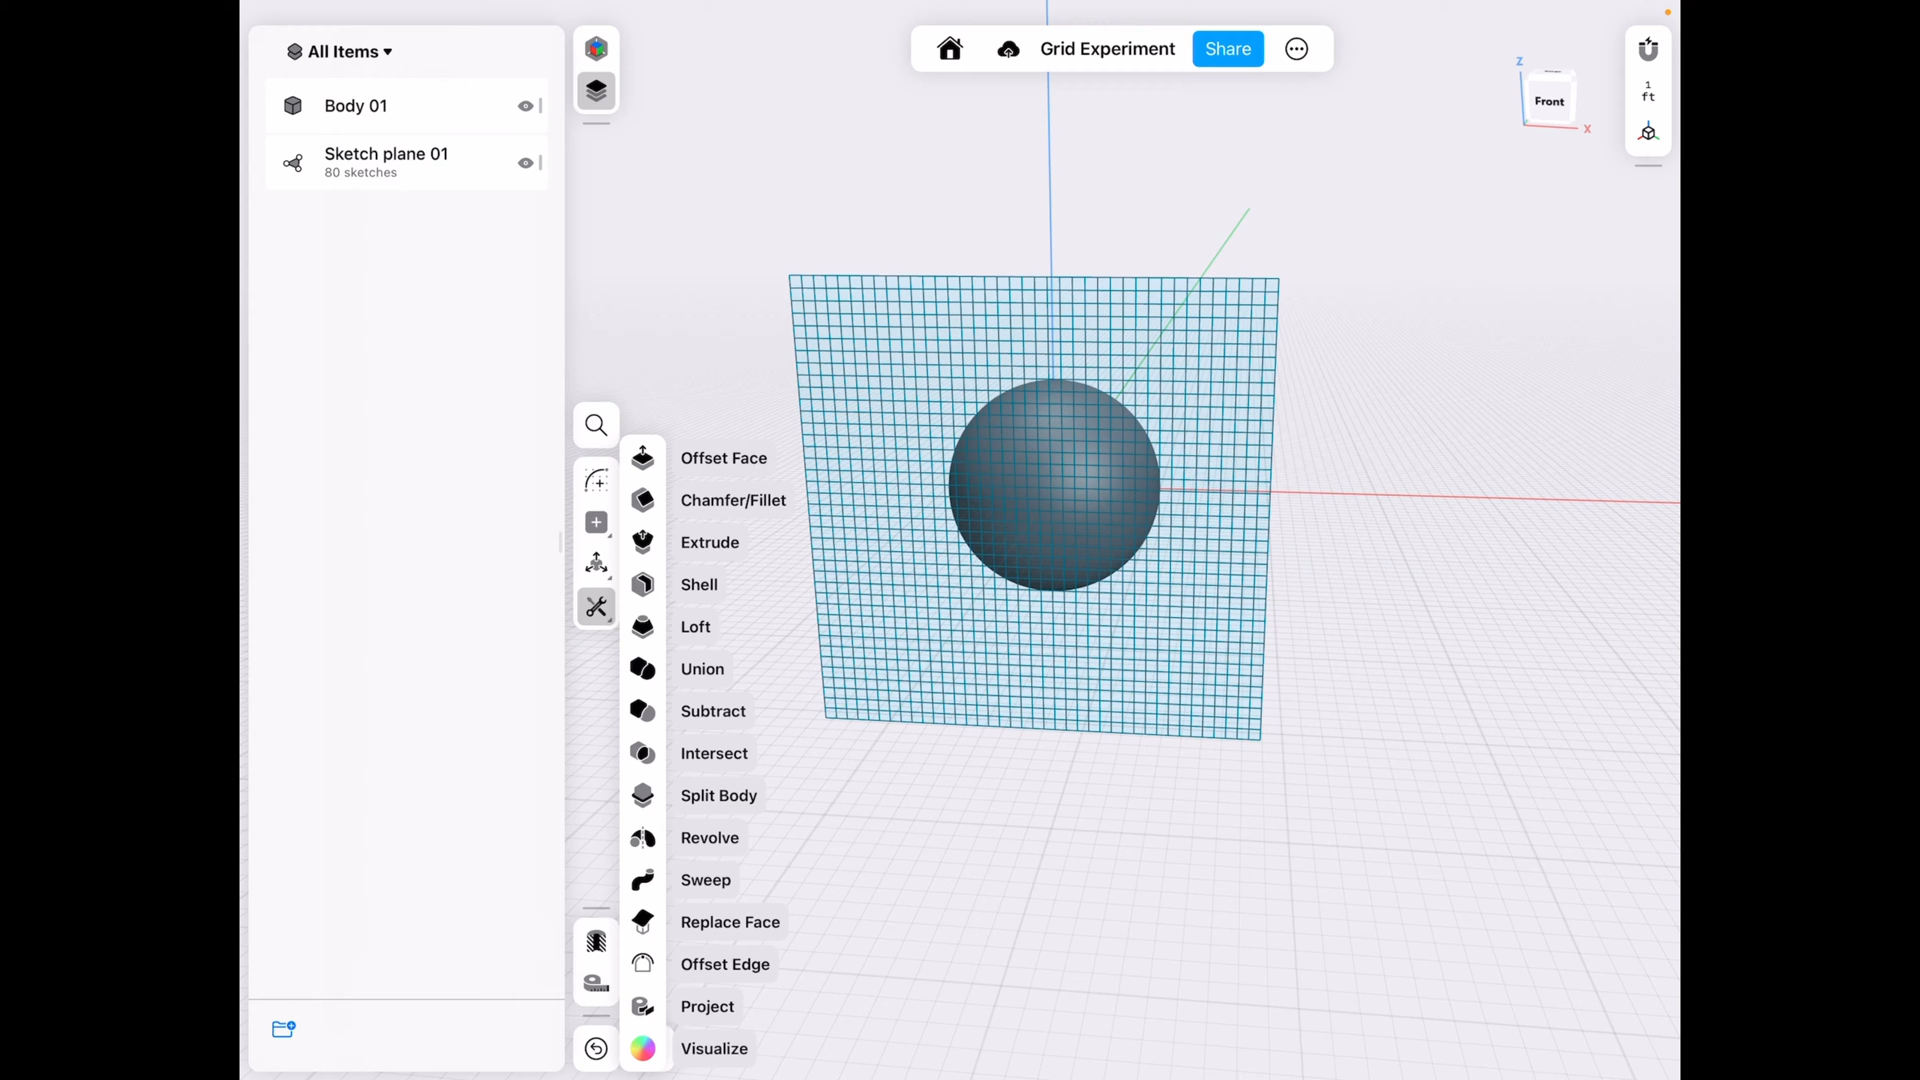 All Items
Body 01
Sketch plane 01
80 sketches
Grid Experiment
Share
Z
Front
X
1
ft
Offset Face
Chamfer/Fillet
Extrude
Shell
Loft
Union
Subtract
Intersect
Split Body
Revolve
Sweep
Replace Face
Offset Edge
Project
Visualize